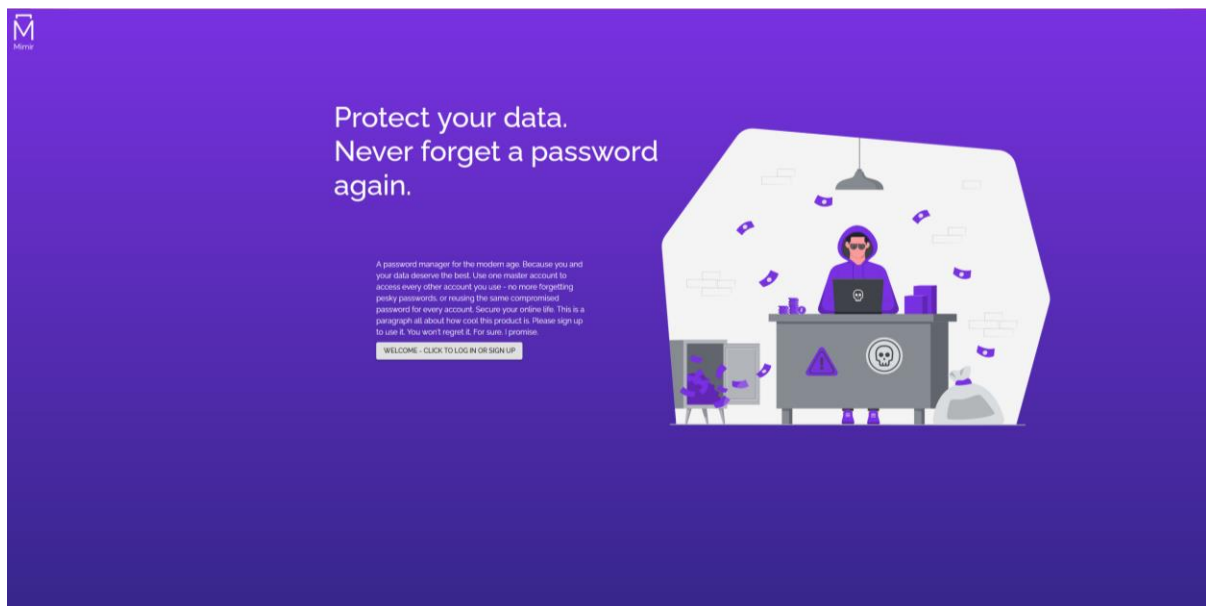 Mimir
Protect your data.
Never forget a password
again.
A password manager for the modern age. Because you and
your data deserve the best. Use one master account to
access every other account you use - no more forgetting
pesky passwords, or reusing the same compromised
password for every account. Secure your online life. This is a
paragraph all about how cool this product is. Please sign up
to use it. You won't regret it. For sure. I promise.
WELCOME - CLICK TO LOG IN OR SIGN UP